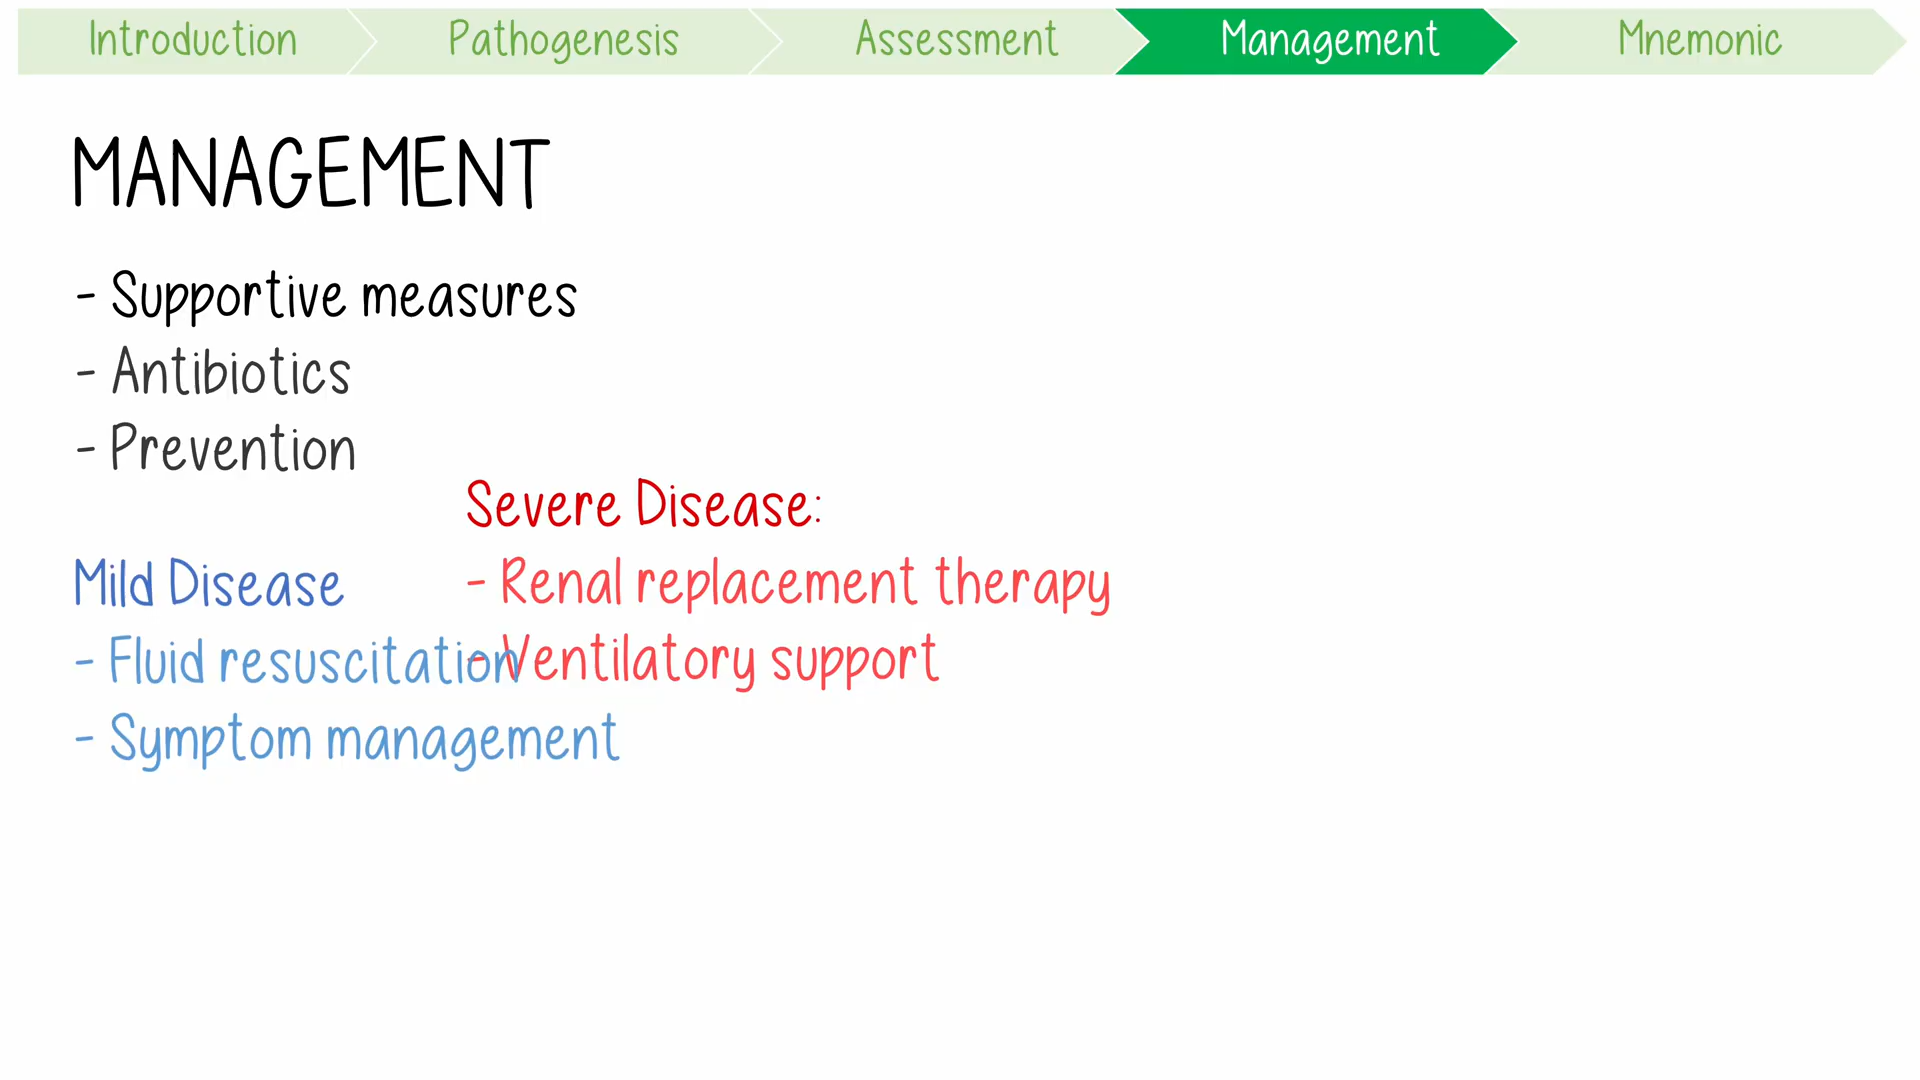 Introduction
Pathogenesis
Assessment
Management
Mnemonic
MANAGEMENT
- Supportive measures
- Antibiotics
- Prevention
Mild Disease
- Fluid resuscitation
- Symptom management
Severe Disease:
- Renal replacement therapy
- Ventilatory support